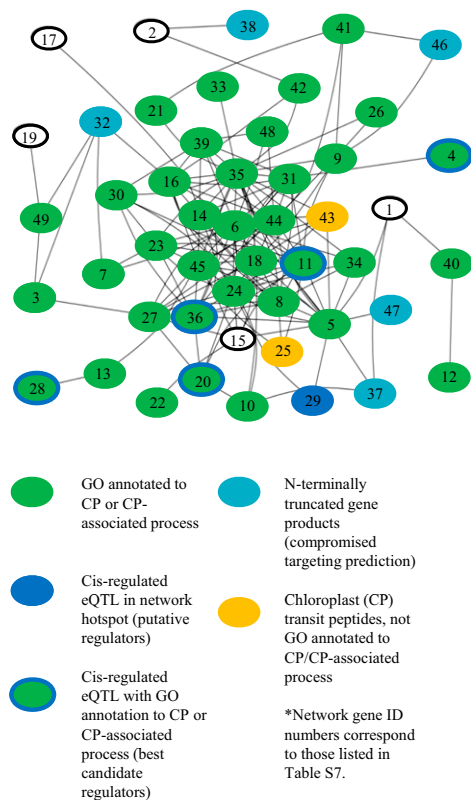 17
2
38
41
46
33
42
21
26
32
48
39
19
9
4
16
35
31
30
1
14
43
49
6
44
23
18
11
34
40
7
45
3
24
8
27
36
5
47
15
25
13
28
20
12
22
10
29
37
GO annotated to
CP or CP-
associated process
N-terminally
truncated gene
products
(compromised
targeting prediction)
Cis-regulated
eQTL in network
hotspot (putative
regulators)
Chloroplast (CP)
transit peptides, not
GO annotated to
CP/CP-associated
process
Cis-regulated
eQTL with GO
annotation to CP or
CP-associated
process (best
candidate
regulators)
*Network gene ID
numbers correspond
to those listed in
Table S7.